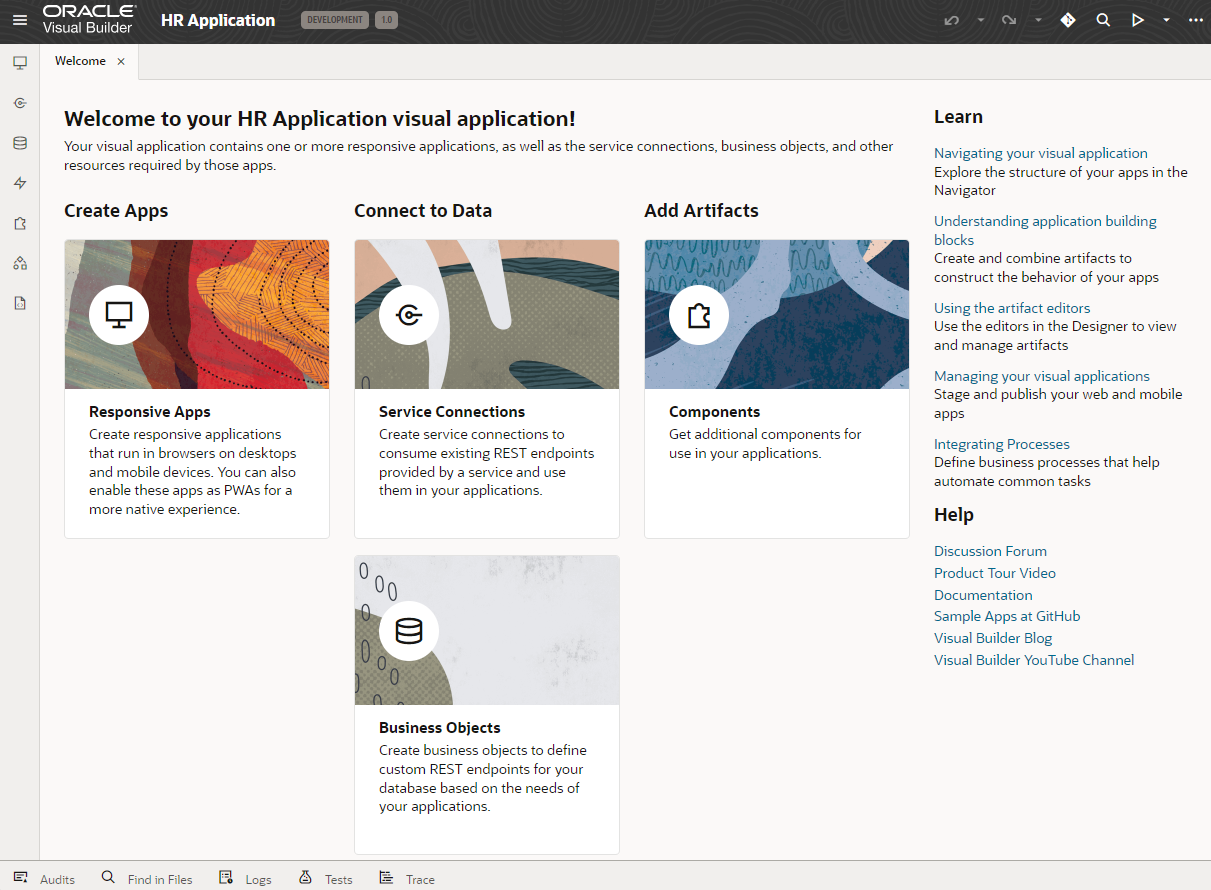 ORACLE
Visual Builder
HR Application
DEVELOPMENT
1.0
Welcome
Welcome to your HR Application visual application!
Your visual application contains one or more responsive applications, as well as the service connections, business objects, and other
resources required by those apps.
Create Apps
Responsive Apps
Create responsive applications
that run in browsers on desktops
and mobile devices. You can also
enable these apps as PWAs for a
more native experience.
Connect to Data
Service Connections
Create service connections to
consume existing REST endpoints
provided by a service and use
them in your applications.
Business Objects
Create business objects to define
custom REST endpoints for your
database based on the needs of
your applications.
Add Artifacts
Components
Get additional components for
use in your applications.
Learn
Navigating your visual application
Explore the structure of your apps in the
Navigator
Understanding application building
blocks
Create and combine artifacts to
construct the behavior of your apps
Using the artifact editors
Use the editors in the Designer to view
and manage artifacts
Managing your visual applications
Stage and publish your web and mobile
apps
Integrating Processes
Define business processes that help
automate common tasks
Help
Discussion Forum
Product Tour Video
Documentation
Sample Apps at GitHub
Visual Builder Blog
Visual Builder YouTube Channel
Audits
Find in Files
Logs
Tests
Trace